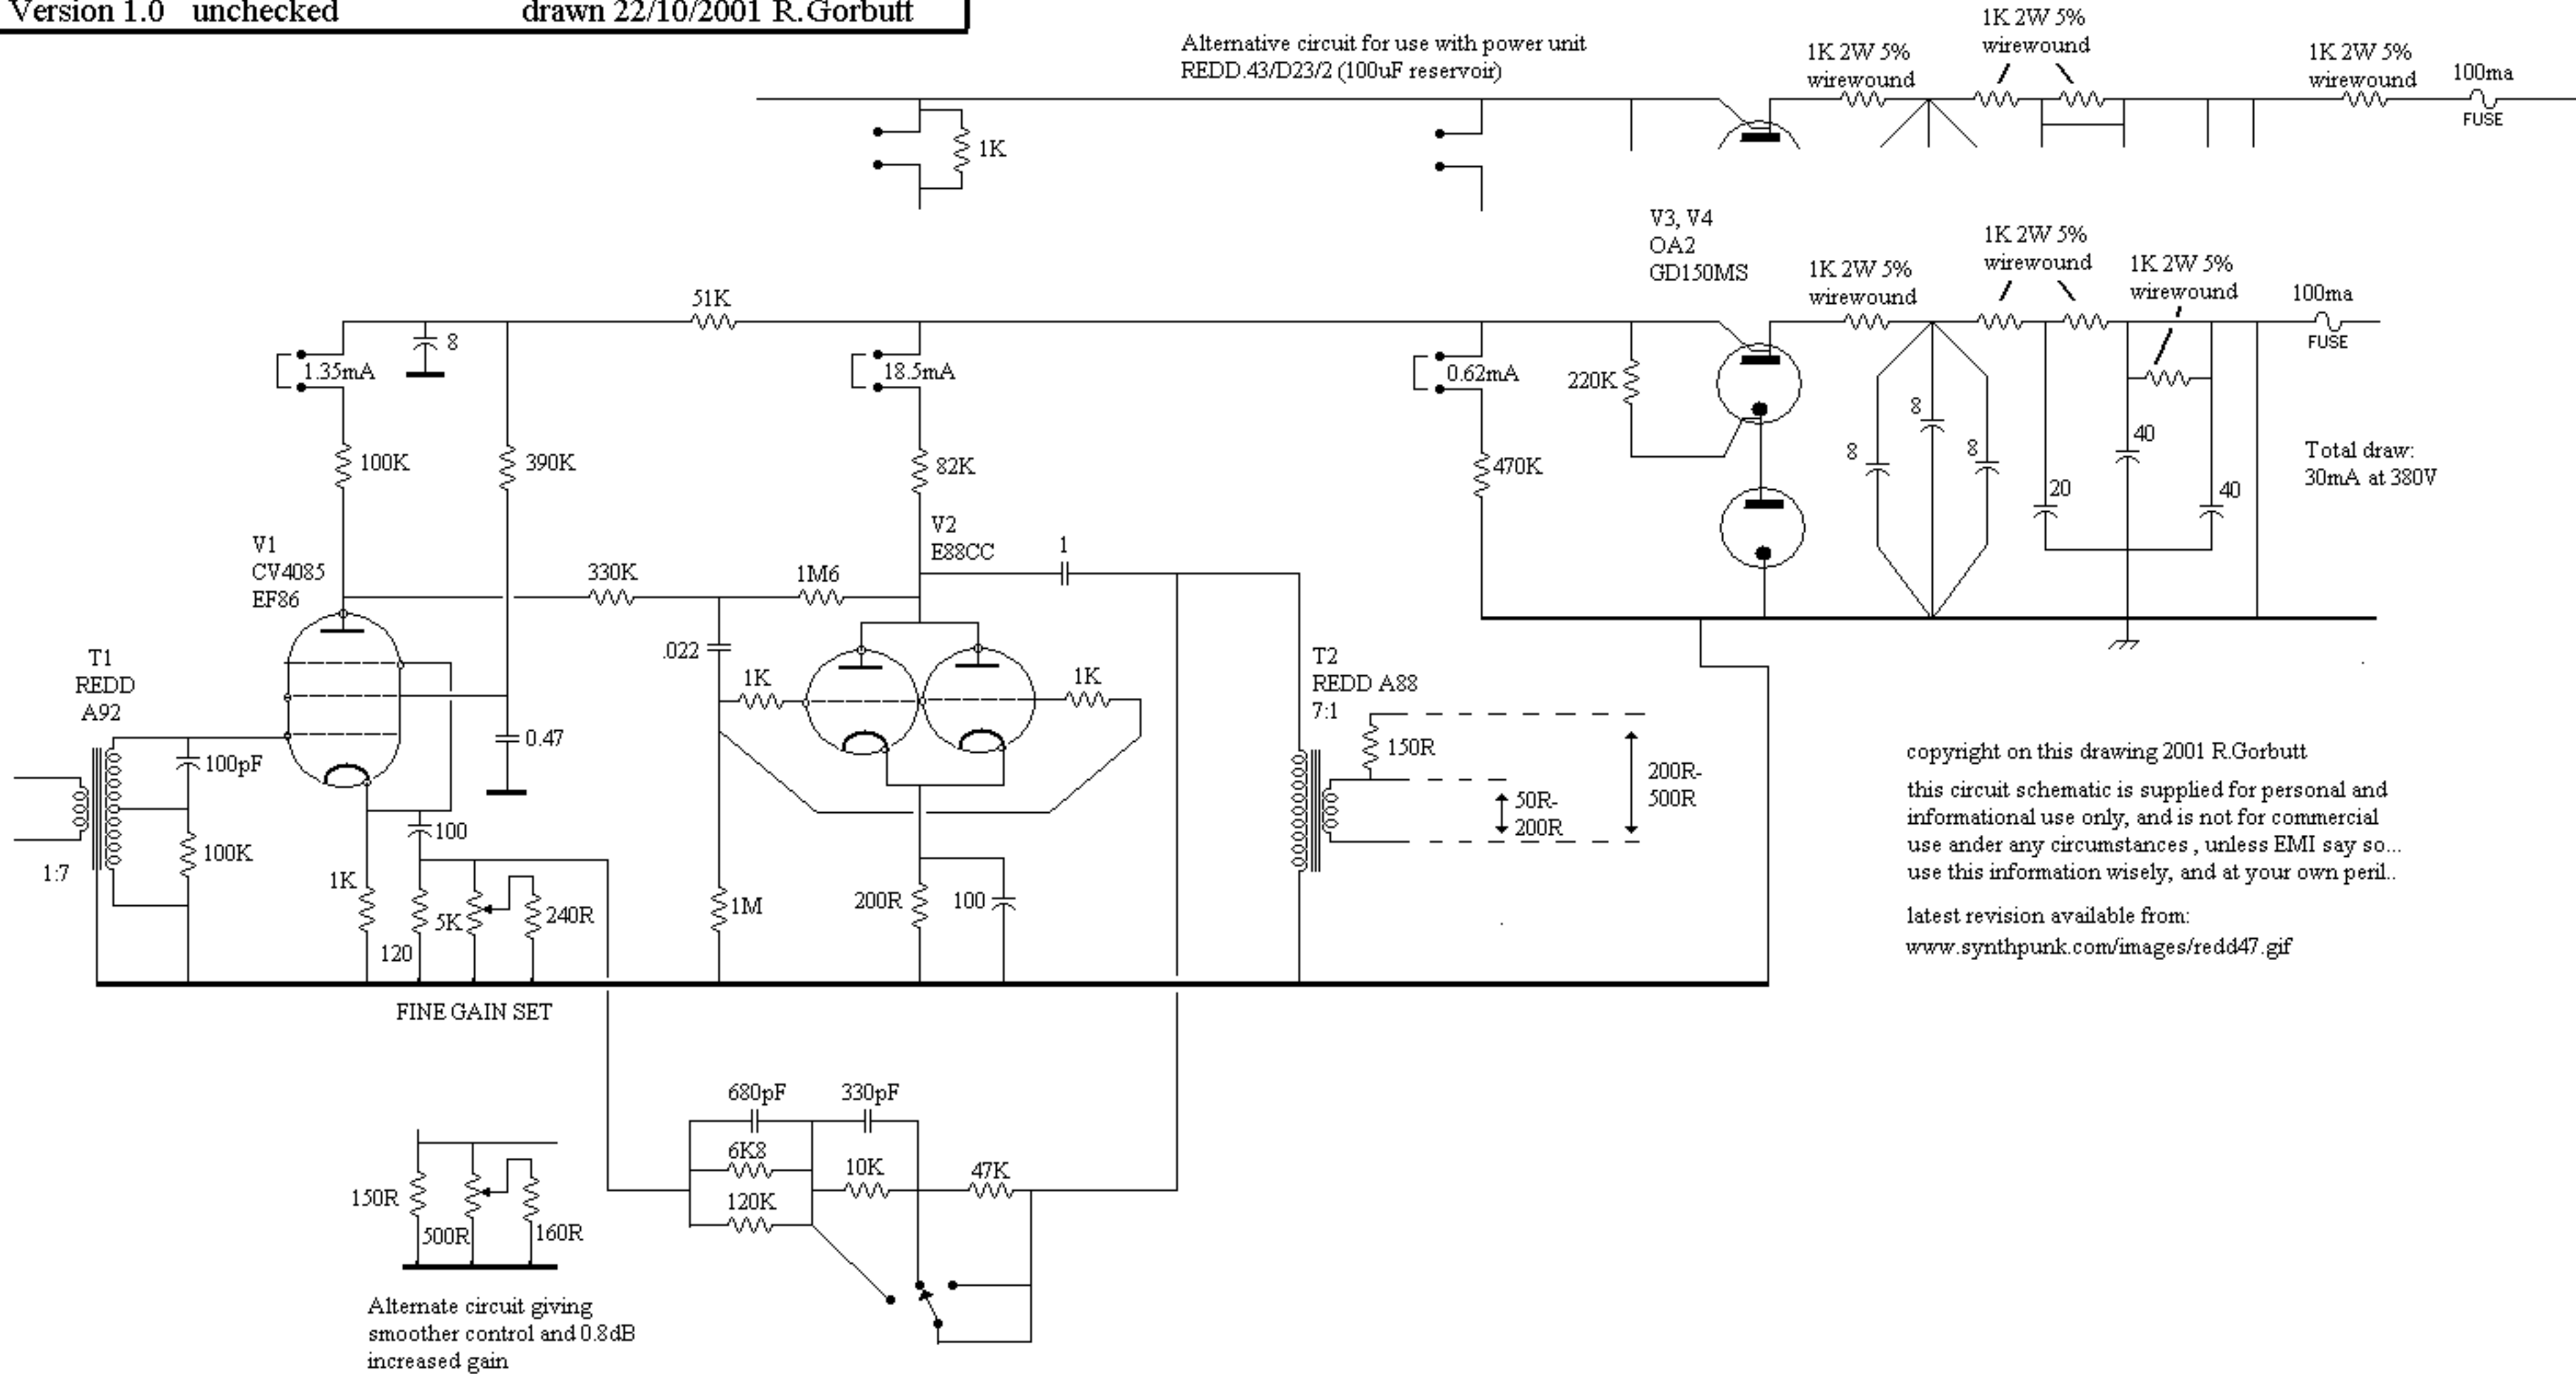 Version 1.0 unchecked drawn 22/10/2001 R.Gorbutt
Alternative circuit for use with power unit
REDD.43/D23/2 (100uF reservoir)
1K 2W 5%
wirewound
1K 2W 5%
wirewound
1K 2W 5%
wirewound
100ma
FUSE
1K
V3, V4
OA2
GD150MS
1K 2W 5%
wirewound
1K 2W 5%
wirewound
1K 2W 5%
wirewound
100ma
FUSE
51K
8
1.35mA
18.5mA
0.62mA
220K
100K
390K
82K
470K
8
8
8
20
40
40
Total draw:
30mA at 380V
V1
CV4085
EF86
330K
1M6
V2
E88CC
1
.022
1K
1K
T1
REDD
A92
1:7
100pF
100K
0.47
100
1K
120
5K
240R
1M
200R
100
T2
REDD A88
7:1
150R
50R-
200R
200R-
500R
copyright on this drawing 2001 R.Gorbutt
this circuit schematic is supplied for personal and
informational use only, and is not for commercial
use ander any circumstances , unless EMI say so...
use this information wisely, and at your own peril..
latest revision available from:
www.synthpunk.com/images/redd47.gif
FINE GAIN SET
680pF
330pF
6K8
10K
47K
120K
150R
500R
160R
Alternate circuit giving
smoother control and 0.8dB
increased gain